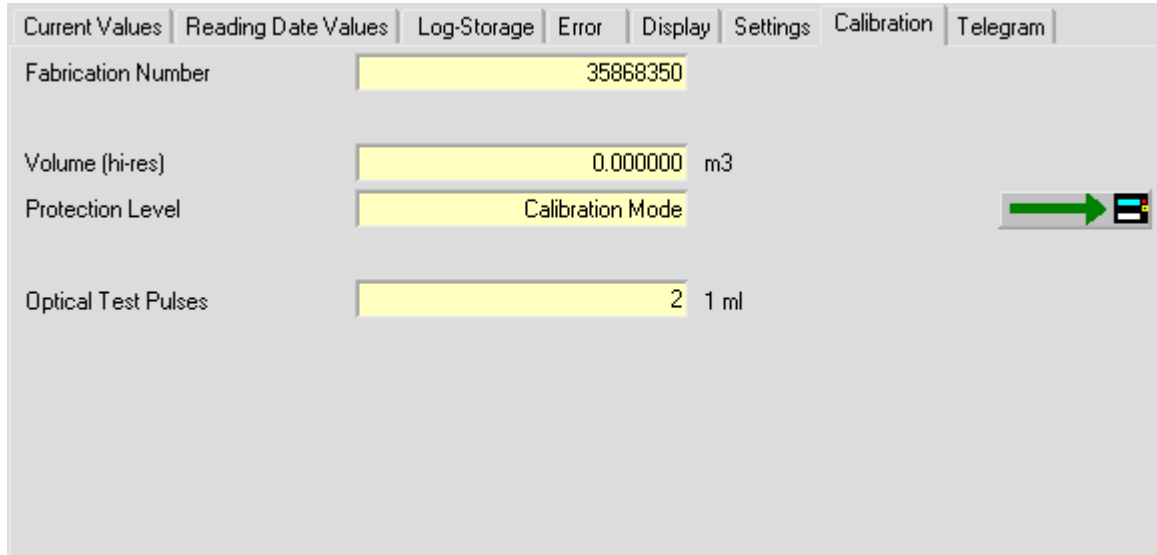 Current Values Reading Date Values Log-Storage Error Display Settings Calibration Telegram
Fabrication Number 35868350
Volume (hi-res) 0.000000 m3
Protection Level Calibration Mode
Optical Test Pulses 2 1 ml